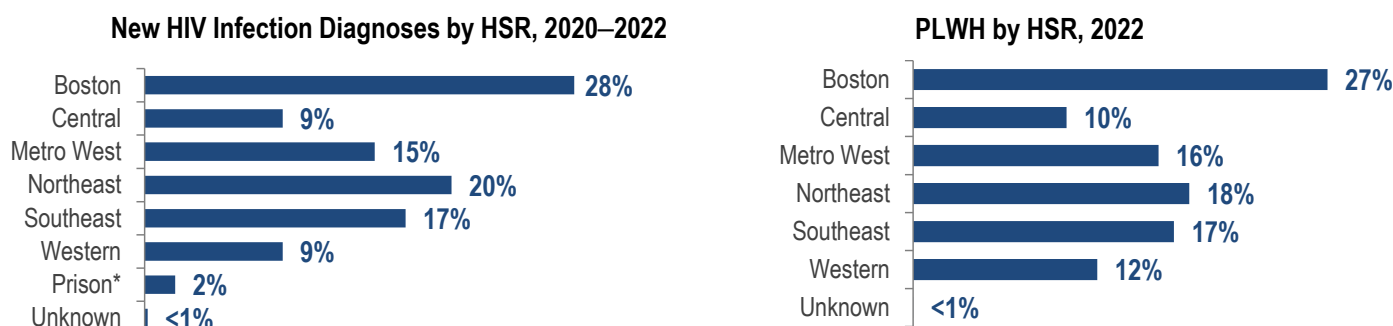 New HIV Infection Diagnoses by HSR, 2020–2022
Boston 28%
Central 9%
Metro West 15%
Northeast 20%
Southeast 17%
Western 9%
Prison* 2%
Unknown <1%
PLWH by HSR, 2022
Boston 27%
Central 10%
Metro West 16%
Northeast 18%
Southeast 17%
Western 12%
Unknown <1%